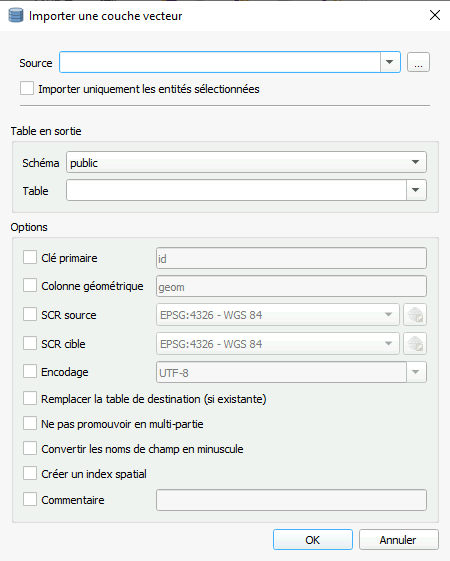 Importer une couche vecteur
Source
...
Importer uniquement les entités sélectionnées
Table en sortie
Schéma public
Table
Options
Clé primaire id
Colonne géométrique geom
SCR source EPSG:4326 - WGS 84
SCR cible EPSG:4326 - WGS 84
Encodage UTF-8
Remplacer la table de destination (si existante)
Ne pas promouvoir en multi-partie
Convertir les noms de champ en minuscule
Créer un index spatial
Commentaire
OK Annuler